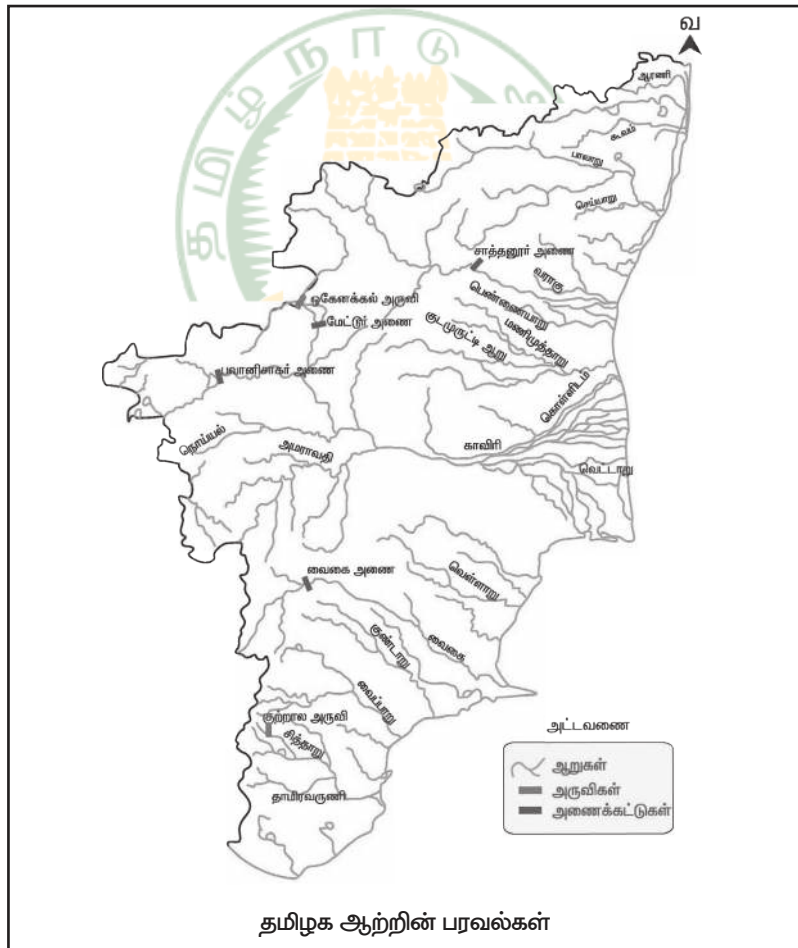 வ
தமிழ்நாடு
ஆரணி
கூவம்
பாலாறு
செய்யாறு
சாத்தனூர் அணை
வராகு
பெண்ணையாறு
ஒகேனக்கல் அருவி
மேட்டூர் அணை
மணிமுத்தாறு
குடமுருட்டி ஆறு
பவானிசாகர் அணை
கொள்ளிடம்
நொய்யல்
அமராவதி
காவிரி
வெட்டாறு
வைகை அணை
வெள்ளாறு
வைகை
குண்டாறு
வைப்பாறு
குற்றால அருவி
சித்தாறு
தாமிரவருணி
அட்டவணை
ஆறுகள்
அருவிகள்
அணைக்கட்டுகள்
தமிழக ஆற்றின் பரவல்கள்